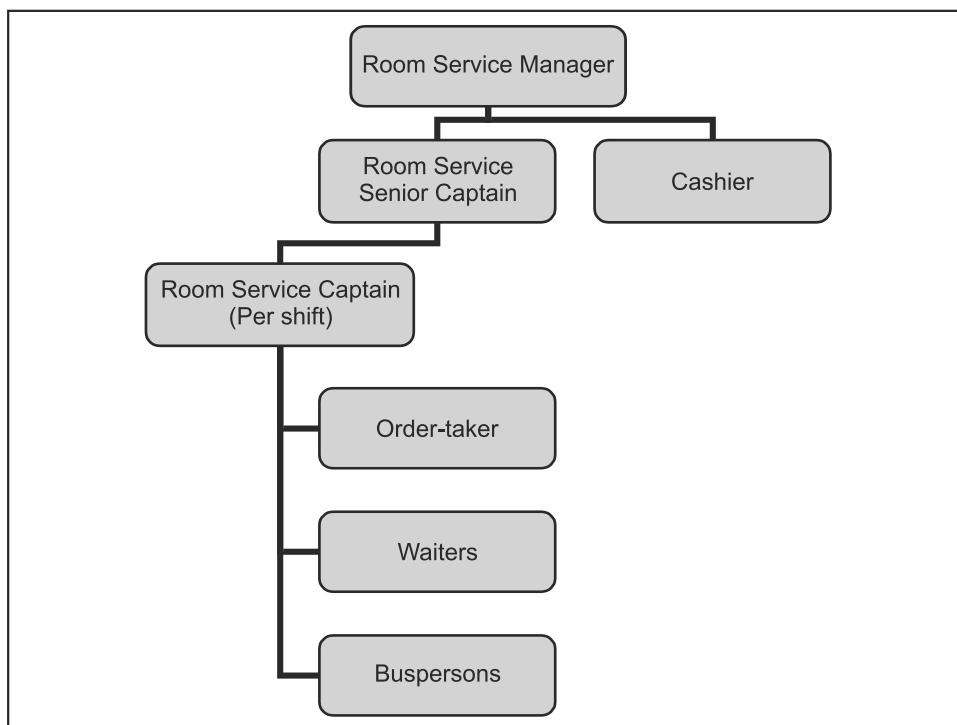 Room Service Manager
Room Service
Senior Captain
Cashier
Room Service Captain
(Per shift)
Order-taker
Waiters
Buspersons